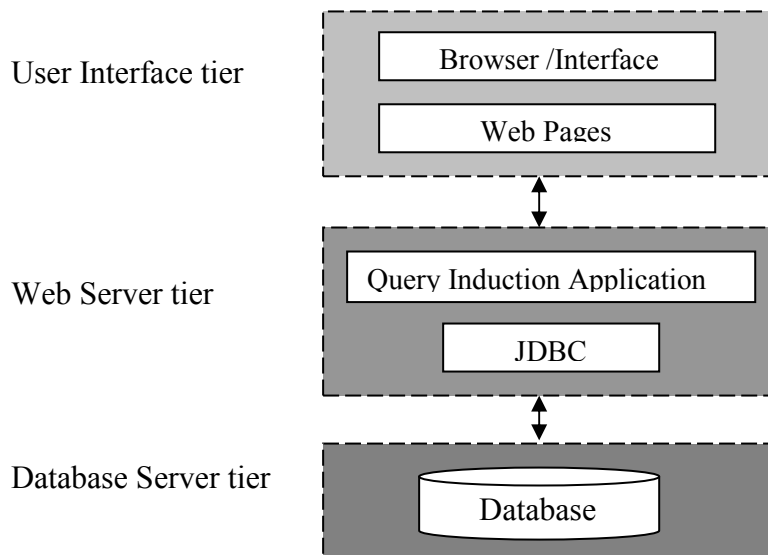 User Interface tier
Browser /Interface
Web Pages
Web Server tier
Query Induction Application
JDBC
Database Server tier
Database